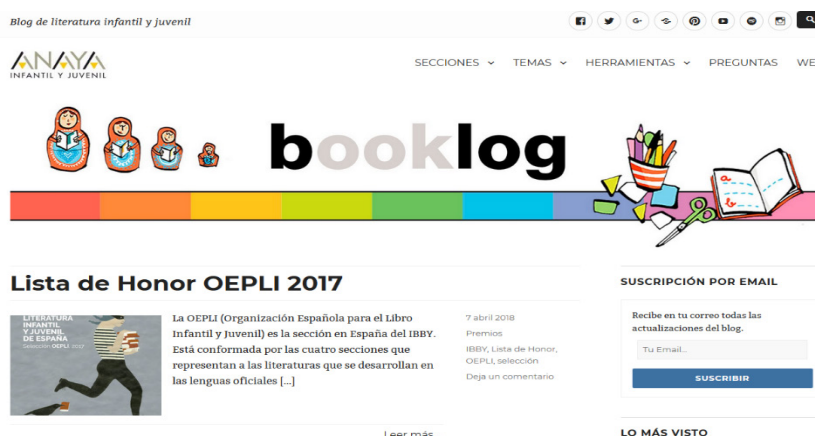 Blog de literatura infantil y juvenil
ANAYA
INFANTIL Y JUVENIL
SECCIONES TEMAS HERRAMIENTAS PREGUNTAS WE
booklog
Lista de Honor OEPLI 2017
LITERATURA
INFANTIL
Y JUVENIL
DE ESPAÑA
Selección OEPLI 2017
La OEPLI (Organización Española para el Libro
Infantil y Juvenil) es la sección en España del IBBY.
Está conformada por las cuatro secciones que
representan a las literaturas que se desarrollan en
las lenguas oficiales [...]
Leer más
7 abril 2018
Premios
IBBY, Lista de Honor,
OEPLI, selección
Deja un comentario
SUSCRIPCIÓN POR EMAIL
Recibe en tu correo todas las
actualizaciones del blog.
Tu Email...
SUSCRIBIR
LO MÁS VISTO